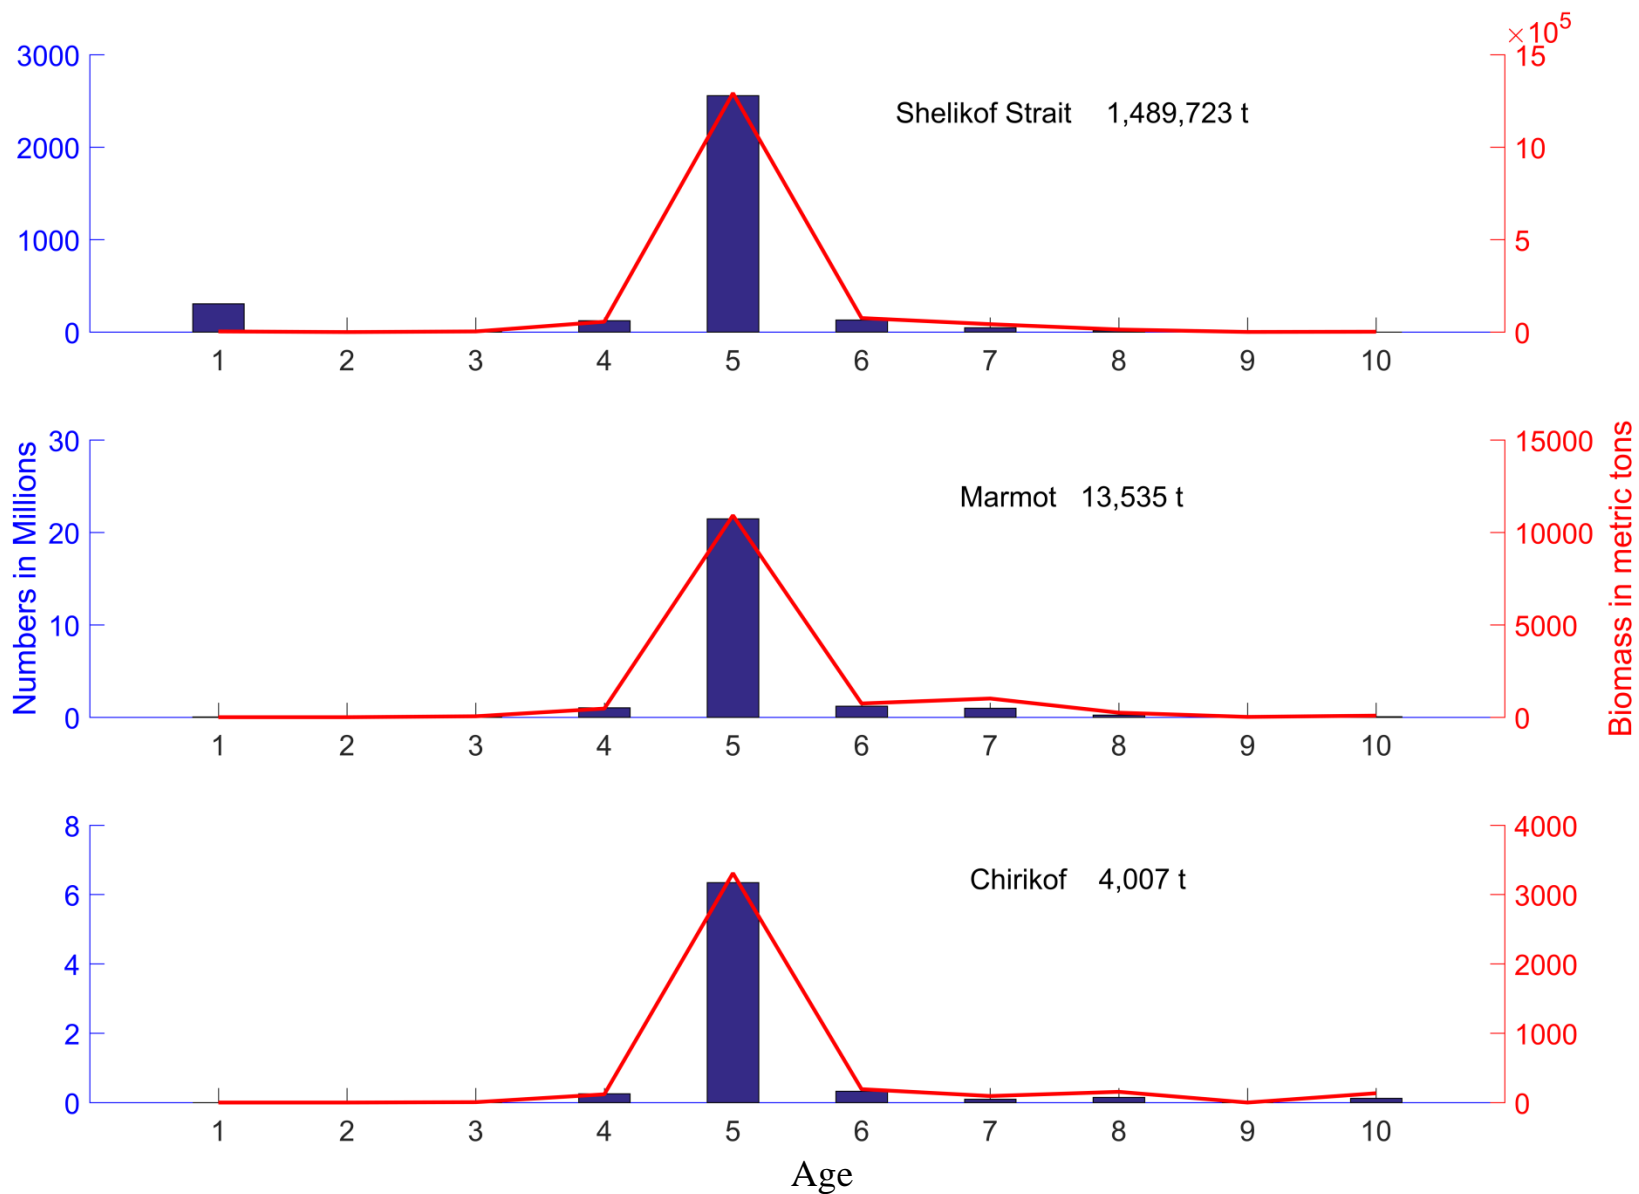 ×10⁵
3000 15
Shelikof Strait 1,489,723 t
2000 10
1000 5
0 0
1 2 3 4 5 6 7 8 9 10
Numbers in Millions
Biomass in metric tons
30 15000
Marmot 13,535 t
20 10000
10 5000
0 0
1 2 3 4 5 6 7 8 9 10
8 4000
Chirikof 4,007 t
6 3000
4 2000
2 1000
0 0
1 2 3 4 5 6 7 8 9 10
Age